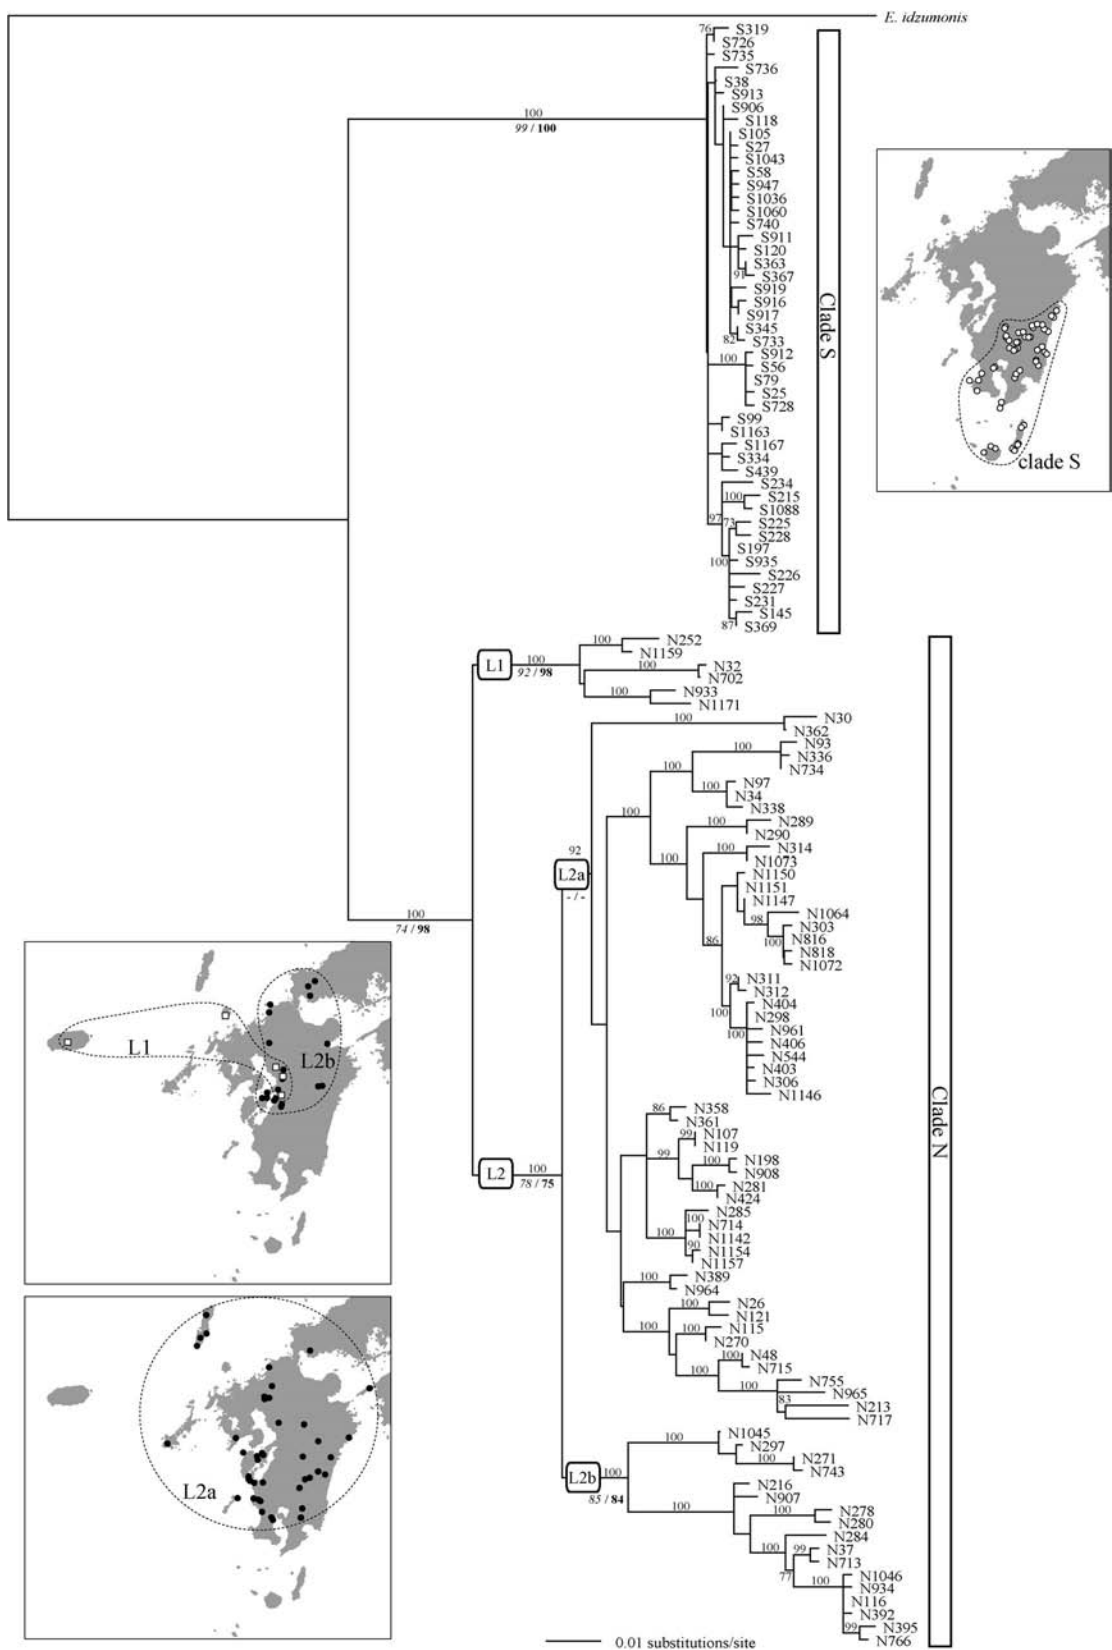 E. idzumonis
76
S319
S726
S735
S736
S38
S913
S906
100
99 / 100
S118
S105
S27
S1043
S58
S947
S1036
S1060
S740
S911
S120
S363
91
S367
S919
S916
S917
S345
82
S733
100
S912
S56
S79
S25
S728
S99
S1163
S1167
S334
S439
S234
100
S215
S1088
97
73
S225
S228
S197
100
S935
S226
S227
S231
S145
87
S369
Clade S
clade S
L1
100
92 / 98
100
N252
N1159
100
N32
N702
100
N933
N1171
100
N30
N362
100
100
N93
N336
N734
100
N97
N34
N338
100
100
N289
N290
100
100
N314
N1073
N1150
N1151
N1147
98
N1064
N303
100
N816
N818
N1072
86
92
N311
N312
100
N404
N298
100
N961
N406
N544
N403
N306
N1146
92
L2a
- / -
100
74 / 98
86
N358
N361
99
N107
N119
99
100
N198
N908
100
N281
N424
N285
100
N714
100
N1142
90
N1154
N1157
L2
100
78 / 75
100
N389
N964
100
N26
N121
100
100
N115
N270
100
N48
100
N715
100
N755
N965
83
N213
N717
L2b
100
85 / 84
100
N1045
N297
100
N271
N743
100
N216
N907
100
N278
N280
100
N284
99
N37
N713
77
100
N1046
N934
N116
N392
99
N395
N766
Clade N
L1
L2b
L2a
0.01 substitutions/site